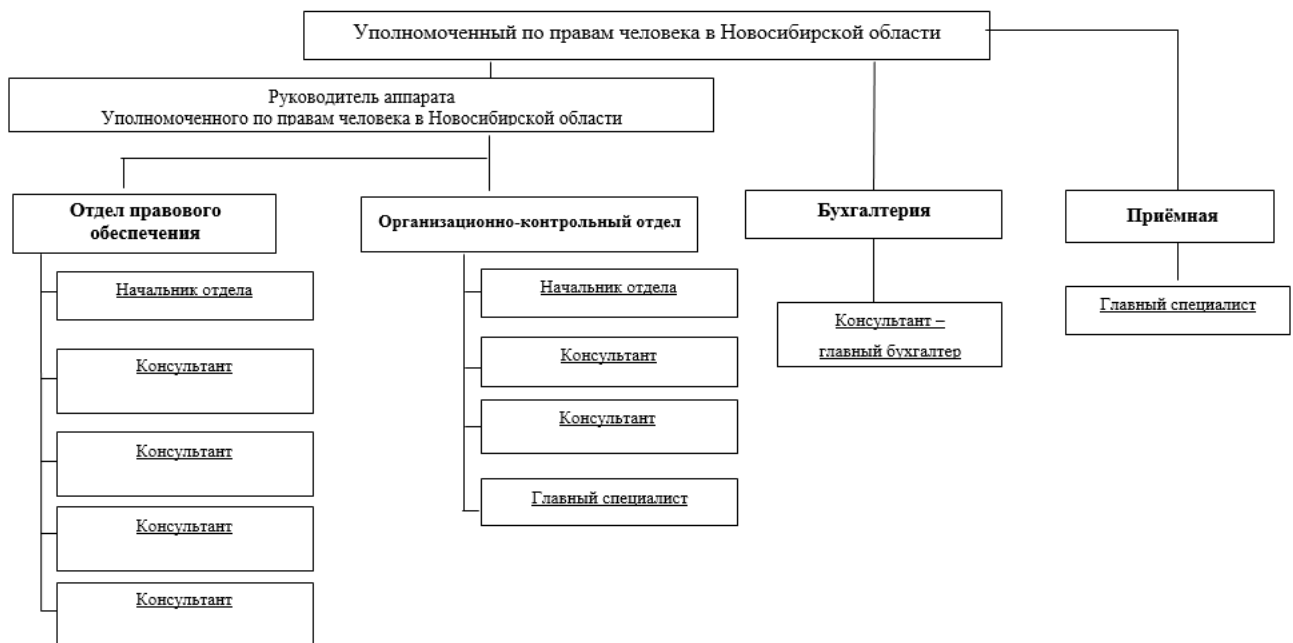 Уполномоченный по правам человека в Новосибирской области
Руководитель аппарата
Уполномоченного по правам человека в Новосибирской области
Отдел правового
обеспечения
Начальник отдела
Консультант
Консультант
Консультант
Консультант
Организационно-контрольный отдел
Начальник отдела
Консультант
Консультант
Главный специалист
Бухгалтерия
Консультант –
главный бухгалтер
Приёмная
Главный специалист